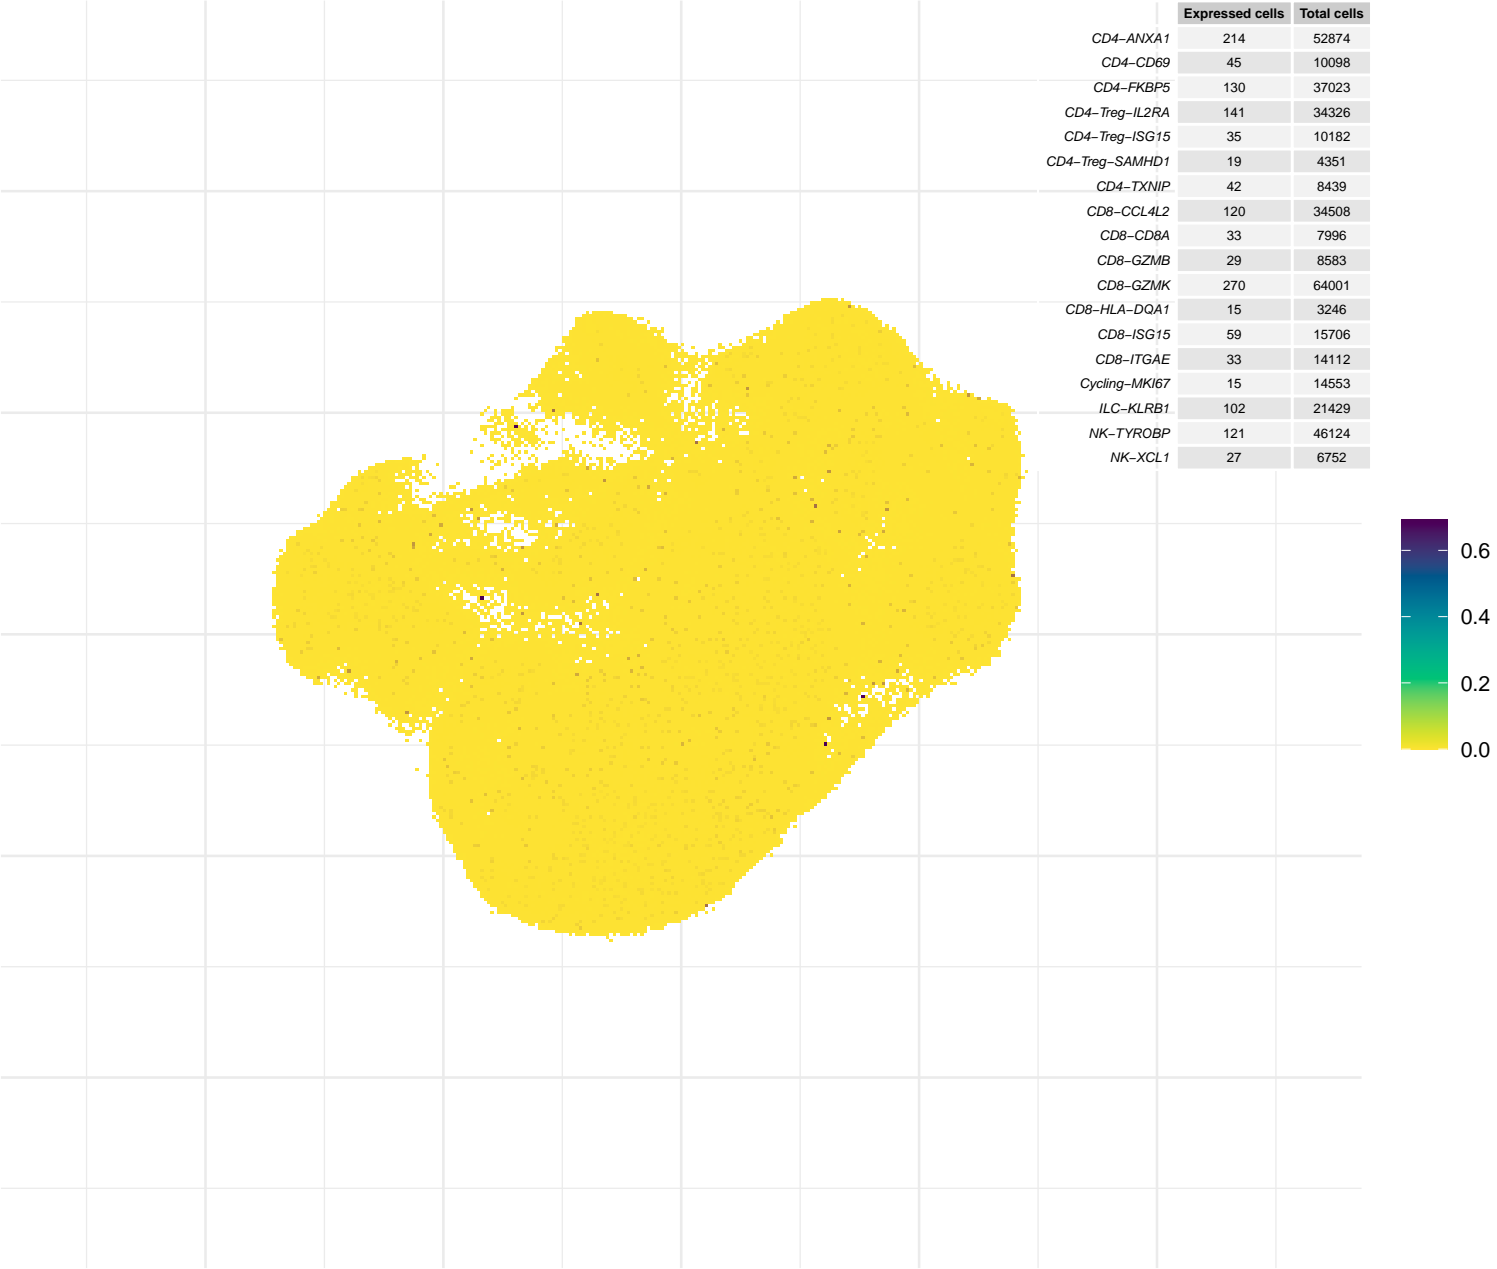 Expressed cells Total cells
CD4−ANXA1 214 52874
CD4−CD69 45 10098
CD4−FKBP5 130 37023
CD4−Treg−IL2RA 141 34326
CD4−Treg−ISG15 35 10182
CD4−Treg−SAMHD1 19 4351
CD4−TXNIP 42 8439
CD8−CCL4L2 120 34508
CD8−CD8A 33 7996
CD8−GZMB 29 8583
CD8−GZMK 270 64001
CD8−HLA−DQA1 15 3246
CD8−ISG15 59 15706
CD8−ITGAE 33 14112
Cycling−MKI67 15 14553
ILC−KLRB1 102 21429
NK−TYROBP 121 46124
NK−XCL1 27 6752
0.6
0.4
0.2
0.0